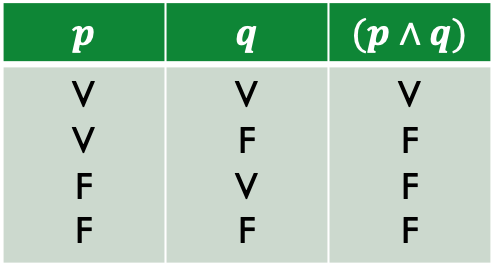 p q (p ∧ q)
V V V
V F F
F V F
F F F